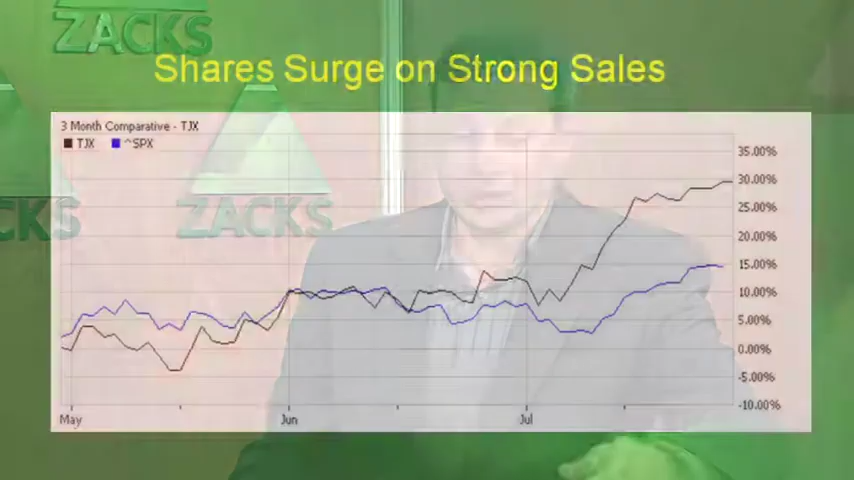 ZACKS
Shares Surge on Strong Sales
3 Month Comparative - TJX
TJX ^SPX
35.00%
30.00%
25.00%
ZACKS
CKS
20.00%
15.00%
10.00%
5.00%
0.00%
-5.00%
-10.00%
May Jun Jul